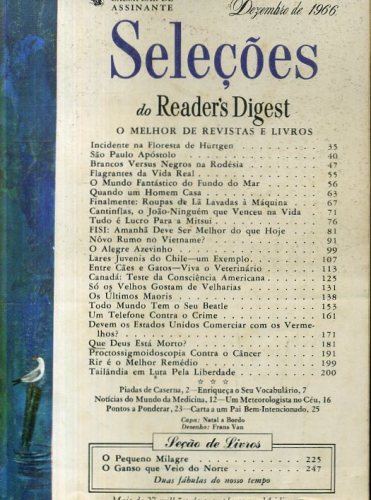 ASSINANTE
Dezembro de 1966
Seleções
do Reader's Digest
O MELHOR DE REVISTAS E LIVROS
Incidente na Floresta de Hurtgen . . . 35
São Paulo Apóstolo . . . 40
Brancos Versus Negros na Rodésia . . . 47
Flagrantes da Vida Real . . . 55
O Mundo Fantástico do Fundo do Mar . . . 56
Quando um Homem Casa . . . 63
Finalmente: Roupas de Lã Lavadas à Máquina . . . 67
Cantinflas, o João-Ninguém que Venceu na Vida . . . 71
Tudo é Lucro Para a Mitsui . . . 76
FISI: Amanhã Deve Ser Melhor do que Hoje . . . 81
Nôvo Rumo no Vietname? . . . 91
O Alegre Azevinho . . . 99
Lares Juvenis do Chile—um Exemplo . . . 107
Entre Cães e Gatos—Viva o Veterinário . . . 113
Canadá: Teste da Consciência Americana . . . 125
Só os Velhos Gostam de Velharias . . . 131
Os Últimos Maoris . . . 138
Todo Mundo Tem o Seu Beatle . . . 153
Um Telefone Contra o Crime . . . 161
Devem os Estados Unidos Comerciar com os Verme-
lhos? . . . 171
Que Deus Está Morto? . . . 181
Proctossigmoidoscopia Contra o Câncer . . . 191
Rir é o Melhor Remédio . . . 199
Tailândia em Luta Pela Liberdade . . . 200
Piadas de Caserna, 2—Enriqueça o Seu Vocabulário, 7
Notícias do Mundo da Medicina, 12—Um Meteorologista no Céu, 16
Pontos a Ponderar, 23—Carta a um Pai Bem-Intencionado, 25
Capa: Natal a Bordo
Desenho: Frans Van
Seção de Livros
O Pequeno Milagre . . . 225
O Ganso que Veio do Norte . . . 247
Duas fábulas do nosso tempo